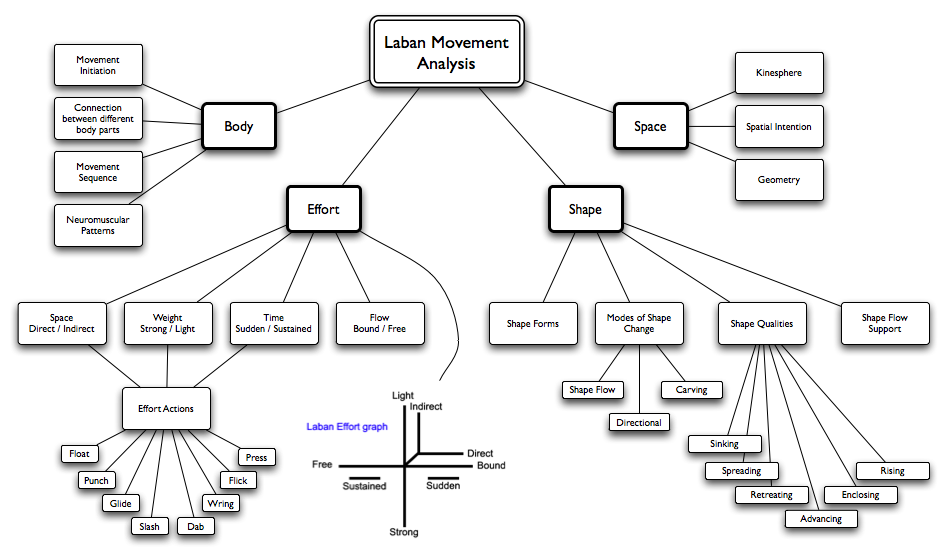 Laban Movement
Analysis
Movement
Initiation
Connection
between different
body parts
Movement
Sequence
Neuromuscular
Patterns
Body
Space
Kinesphere
Spatial Intention
Geometry
Effort
Shape
Space
Direct / Indirect
Weight
Strong / Light
Time
Sudden / Sustained
Flow
Bound / Free
Shape Forms
Modes of Shape
Change
Shape Qualities
Shape Flow
Support
Effort Actions
Float
Punch
Glide
Slash
Dab
Wring
Flick
Press
Laban Effort graph
Light
Indirect
Direct
Free
Bound
Sustained
Sudden
Strong
Shape Flow
Directional
Carving
Sinking
Spreading
Retreating
Advancing
Enclosing
Rising